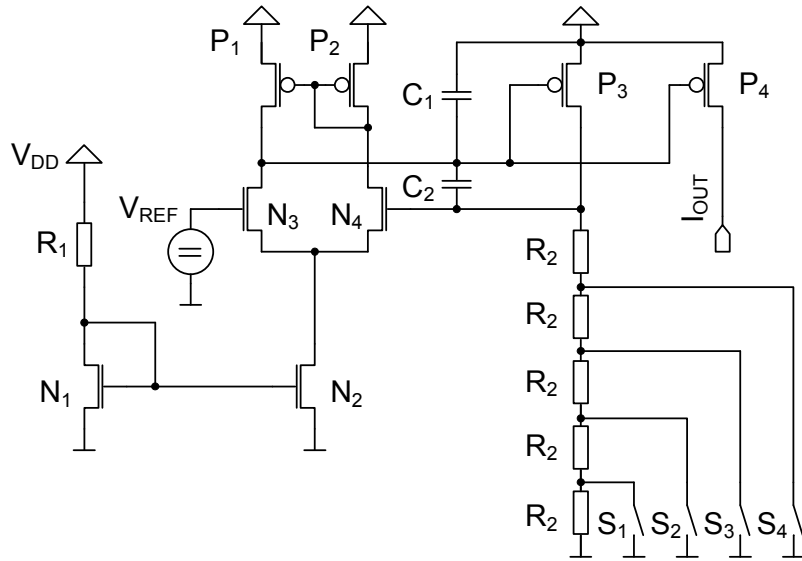 P1
P2
C1
P3
P4
VDD
VREF
N3
N4
C2
IOUT
R1
R2
R2
N1
N2
R2
R2
R2
S1
S2
S3
S4